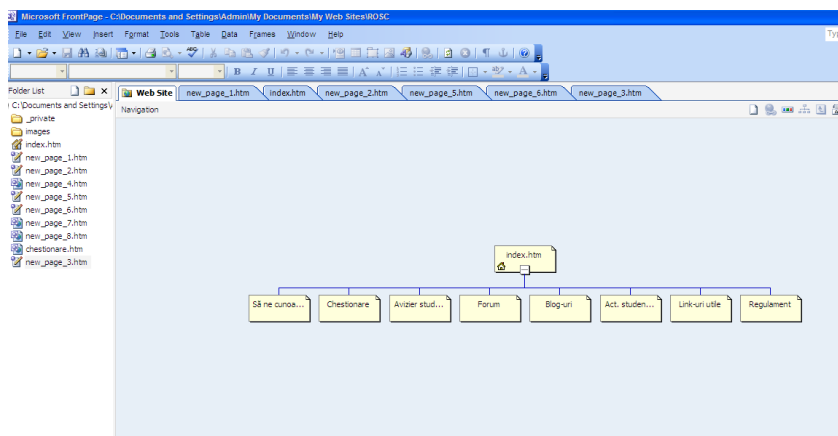 Microsoft FrontPage - C:\Documents and Settings\Admin\My Documents\My Web Sites\ROSC
File Edit View Insert Format Tools Table Data Frames Window Help
B I U
Folder List
Web Site new_page_1.htm index.htm new_page_2.htm new_page_5.htm new_page_6.htm new_page_3.htm
C:\Documents and Settings\
Navigation
_private
images
index.htm
new_page_1.htm
new_page_2.htm
new_page_4.htm
new_page_5.htm
new_page_6.htm
new_page_7.htm
new_page_8.htm
chestionare.htm
new_page_3.htm
index.htm
Să ne cunoa... Chestionare Avizier stud... Forum Blog-uri Act. studen... Link-uri utile Regulament